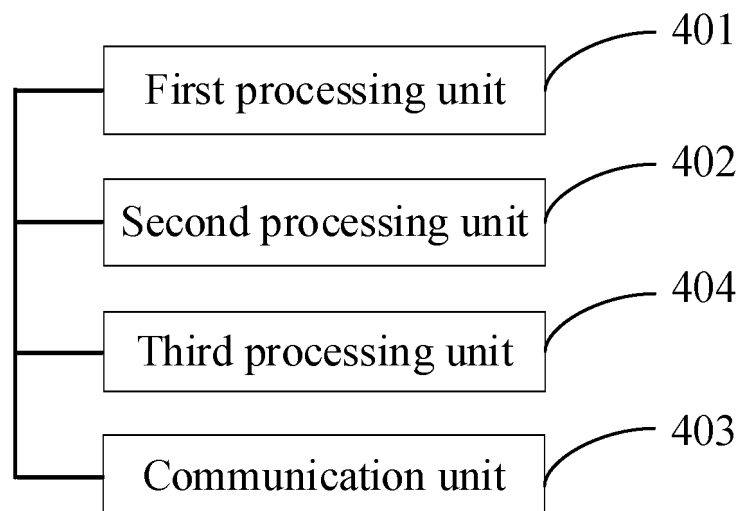 401
First processing unit
402
Second processing unit
404
Third processing unit
403
Communication unit